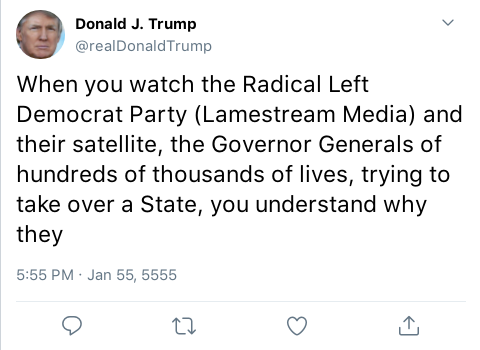 Donald J. Trump
@realDonaldTrump
When you watch the Radical Left
Democrat Party (Lamestream Media) and
their satellite, the Governor Generals of
hundreds of thousands of lives, trying to
take over a State, you understand why
they
5:55 PM · Jan 55, 5555